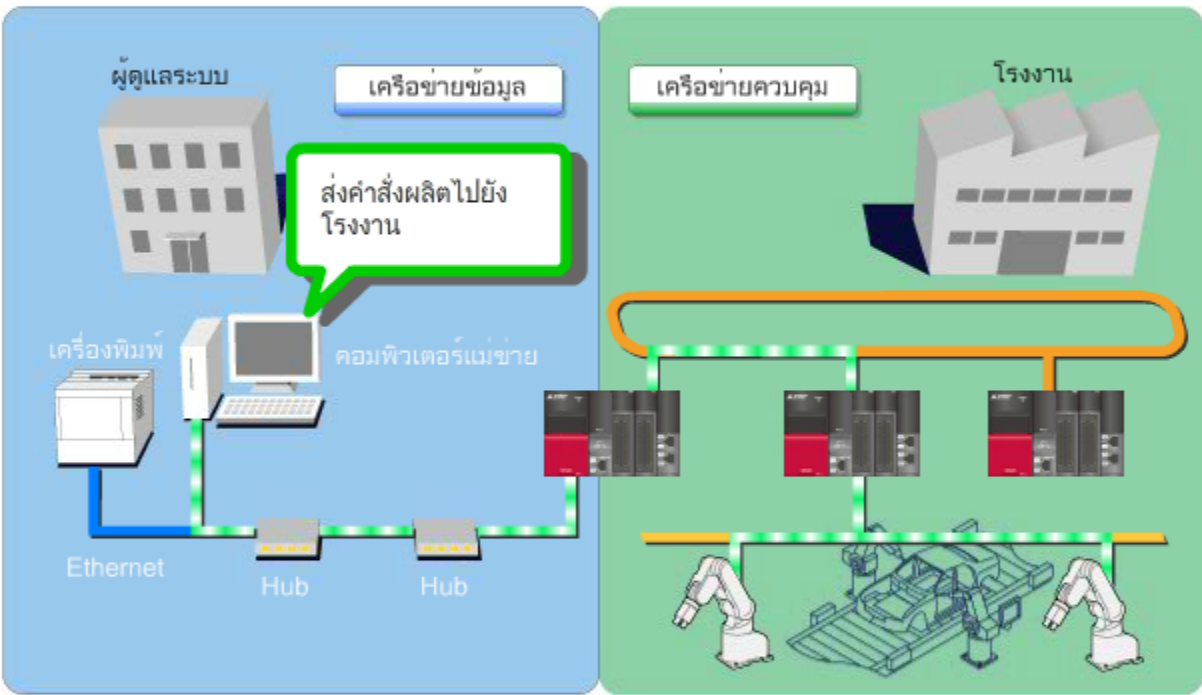 ผู้ดูแลระบบ
เครือข่ายข้อมูล
เครือข่ายควบคุม
โรงงาน
ส่งคำสั่งผลิตไปยัง
โรงงาน
เครื่องพิมพ์
คอมพิวเตอร์แม่ข่าย
Ethernet
Hub
Hub